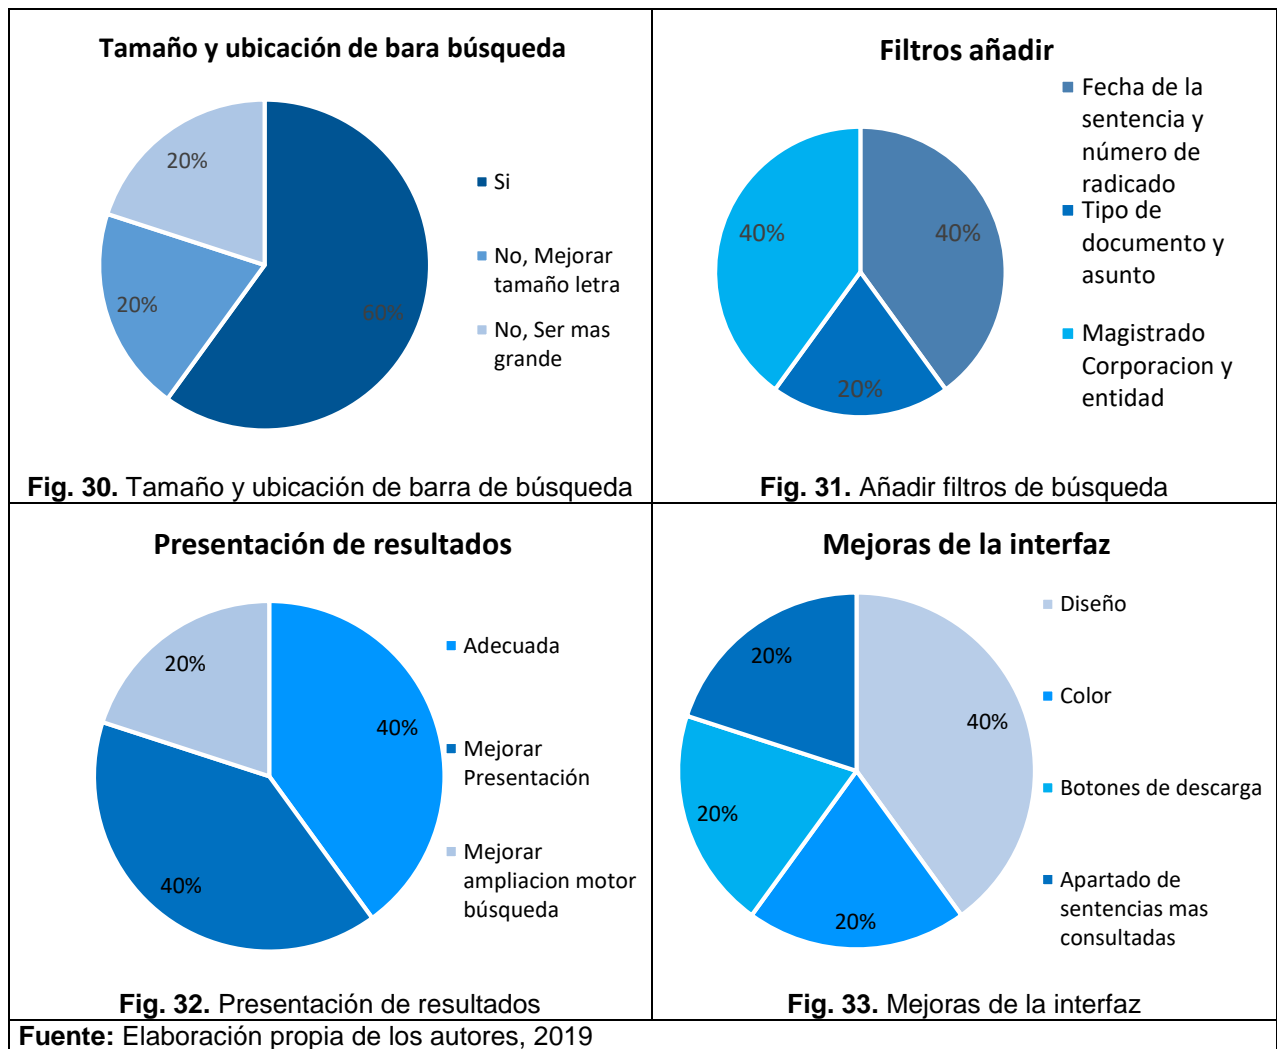 Tamaño y ubicación de bara búsqueda
20%
20%
60%
Si
No, Mejorar
tamaño letra
No, Ser mas
grande
Fig. 30. Tamaño y ubicación de barra de búsqueda
Filtros añadir
40%
40%
20%
Fecha de la
sentencia y
número de
radicado
Tipo de
documento y
asunto
Magistrado
Corporacion y
entidad
Fig. 31. Añadir filtros de búsqueda
Presentación de resultados
20%
40%
40%
Adecuada
Mejorar
Presentación
Mejorar
ampliacion motor
búsqueda
Fig. 32. Presentación de resultados
Mejoras de la interfaz
20%
40%
20%
20%
Diseño
Color
Botones de descarga
Apartado de
sentencias mas
consultadas
Fig. 33. Mejoras de la interfaz
Fuente: Elaboración propia de los autores, 2019